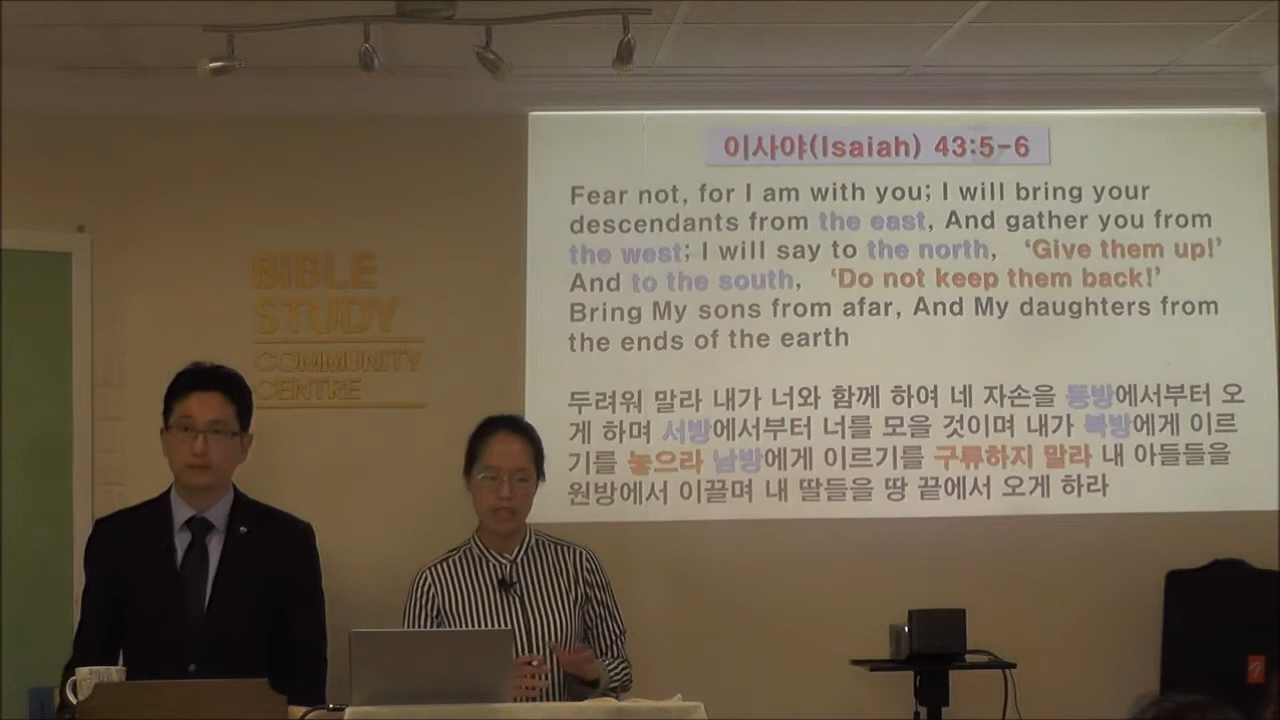 이사야(Isaiah) 43:5-6
Fear not, for I am with you; I will bring your
descendants from the east, And gather you from
the west; I will say to the north, ‘Give them up!’
And to the south, ‘Do not keep them back!’
Bring My sons from afar, And My daughters from
the ends of the earth
두려워 말라 내가 너와 함께 하여 네 자손을 동방에서부터 오
게 하며 서방에서부터 너를 모을 것이며 내가 북방에게 이르
기를 놓으라 남방에게 이르기를 구류하지 말라 내 아들들을
원방에서 이끌며 내 딸들을 땅 끝에서 오게 하라
BIBLE
STUDY
COMMUNITY
CENTRE